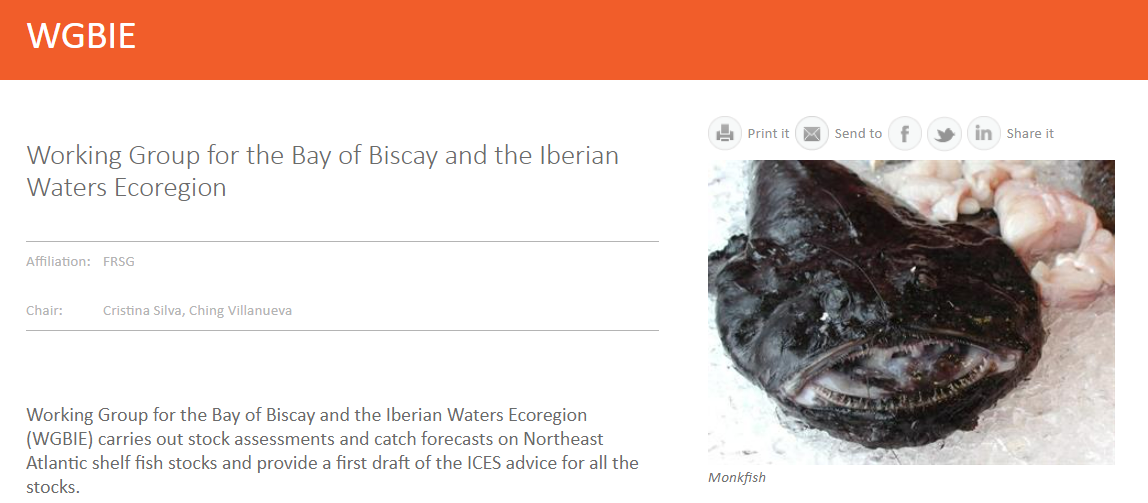 WGBIE
Working Group for the Bay of Biscay and the Iberian
Waters Ecoregion
Affiliation: FRSG
Chair: Cristina Silva, Ching Villanueva
Working Group for the Bay of Biscay and the Iberian Waters Ecoregion
(WGBIE) carries out stock assessments and catch forecasts on Northeast
Atlantic shelf fish stocks and provide a first draft of the ICES advice for all the
stocks.
Print it Send to f in Share it
Monkfish